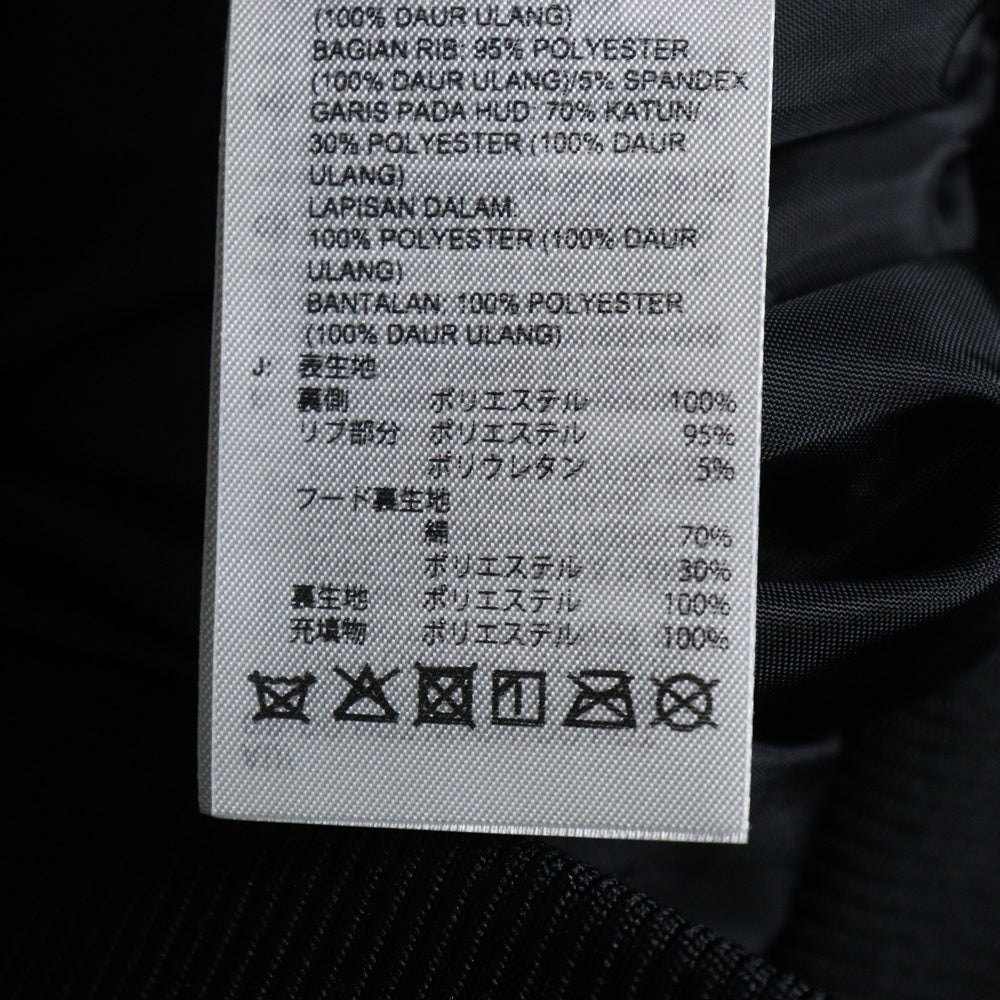 (100% DAUR ULANG)
BAGIAN RIB: 95% POLYESTER
(100% DAUR ULANG)/5% SPANDEX
GARIS PADA HUD: 70% KATUN/
30% POLYESTER (100% DAUR
ULANG)
LAPISAN DALAM:
100% POLYESTER (100% DAUR
ULANG)
BANTALAN: 100% POLYESTER
(100% DAUR ULANG)
J: 表生地
裏側 ポリエステル 100%
リブ部分 ポリエステル 95%
ポリウレタン 5%
フード裏生地
綿 70%
ポリエステル 30%
裏生地 ポリエステル 100%
充填物 ポリエステル 100%